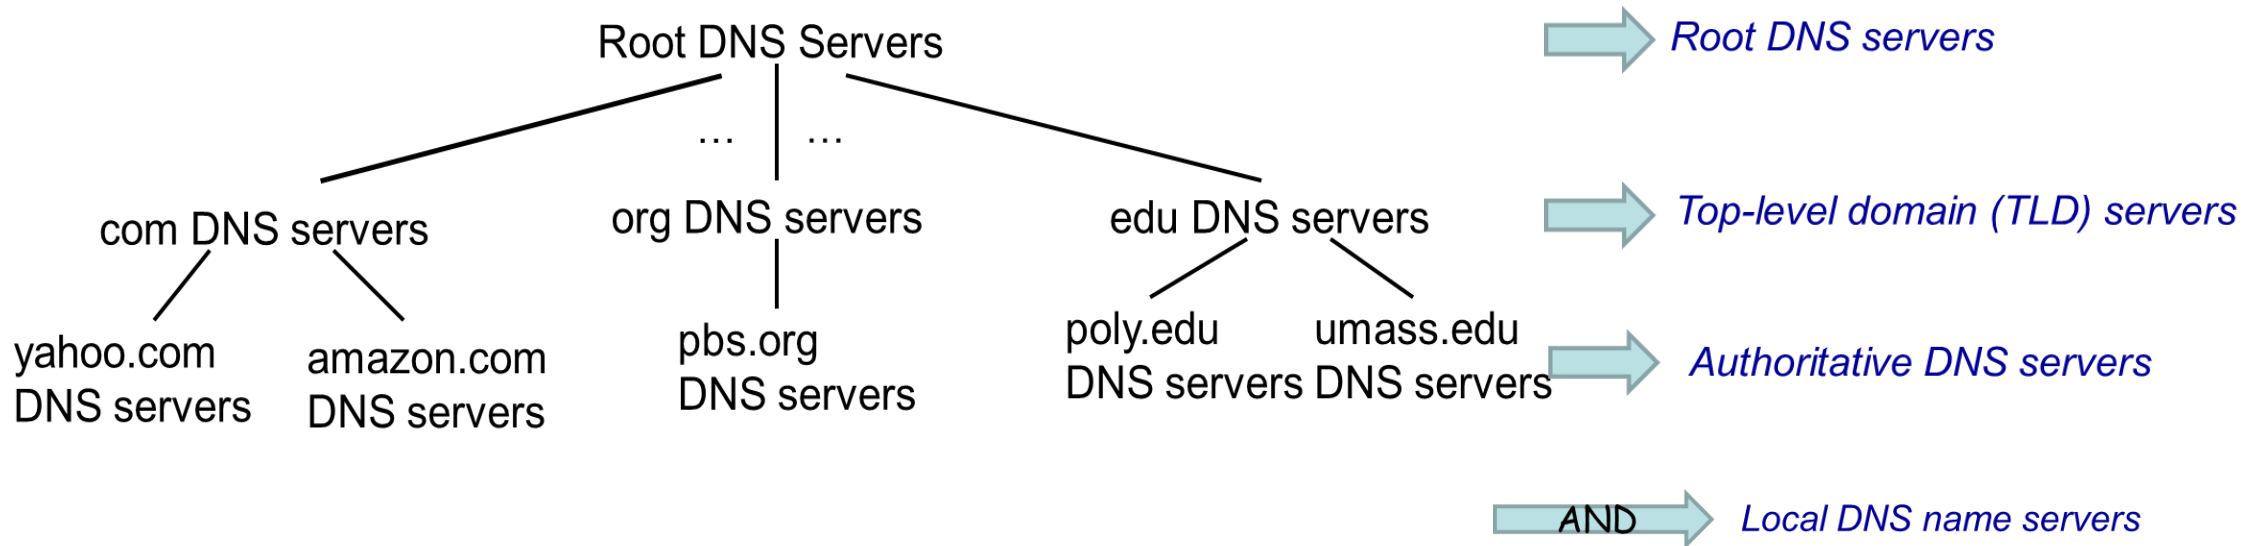 Root DNS Servers
Root DNS servers
... ...
com DNS servers
org DNS servers
edu DNS servers
Top-level domain (TLD) servers
yahoo.com
DNS servers
amazon.com
DNS servers
pbs.org
DNS servers
poly.edu
DNS servers
umass.edu
DNS servers
Authoritative DNS servers
AND
Local DNS name servers